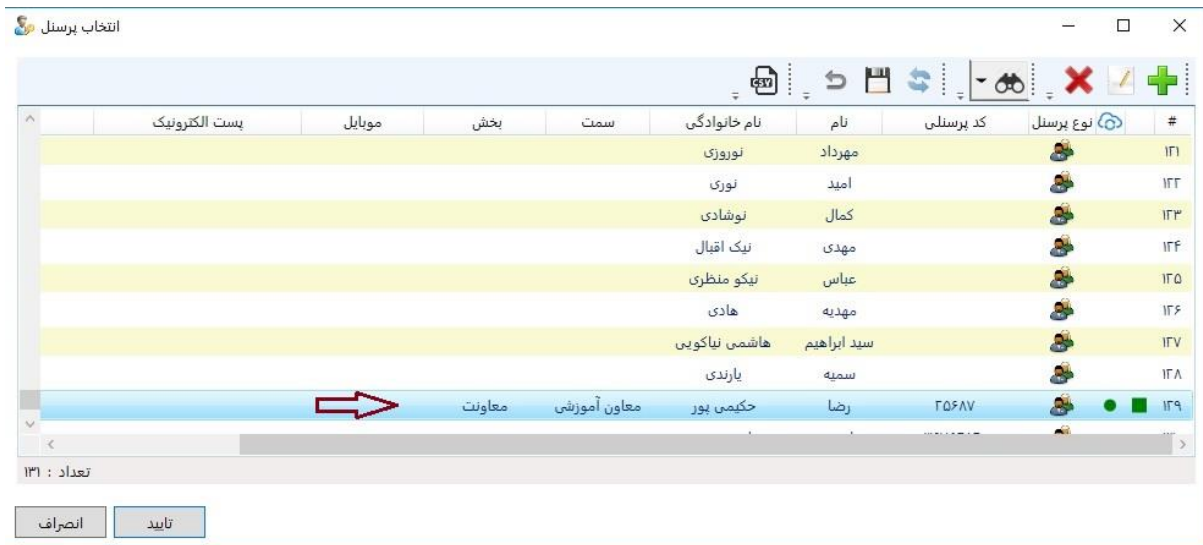 انتخاب پرسنل
CSV
# نوع پرسنل کد پرسنلی نام نام خانوادگی سمت بخش موبایل پست الکترونیک
۱۲۱ مهرداد نوروزی
۱۲۲ امید نوری
۱۲۳ کمال نوشادی
۱۲۴ مهدی نیک اقبال
۱۲۵ عباس نیکو منظری
۱۲۶ مهدیه هادی
۱۲۷ سید ابراهیم هاشمی نیاکویی
۱۲۸ سمیه یارندی
۱۲۹ ۲۵۶۸۷ رضا حکیمی پور معاون آموزشی معاونت
تعداد : ۱۳۱
تایید انصراف